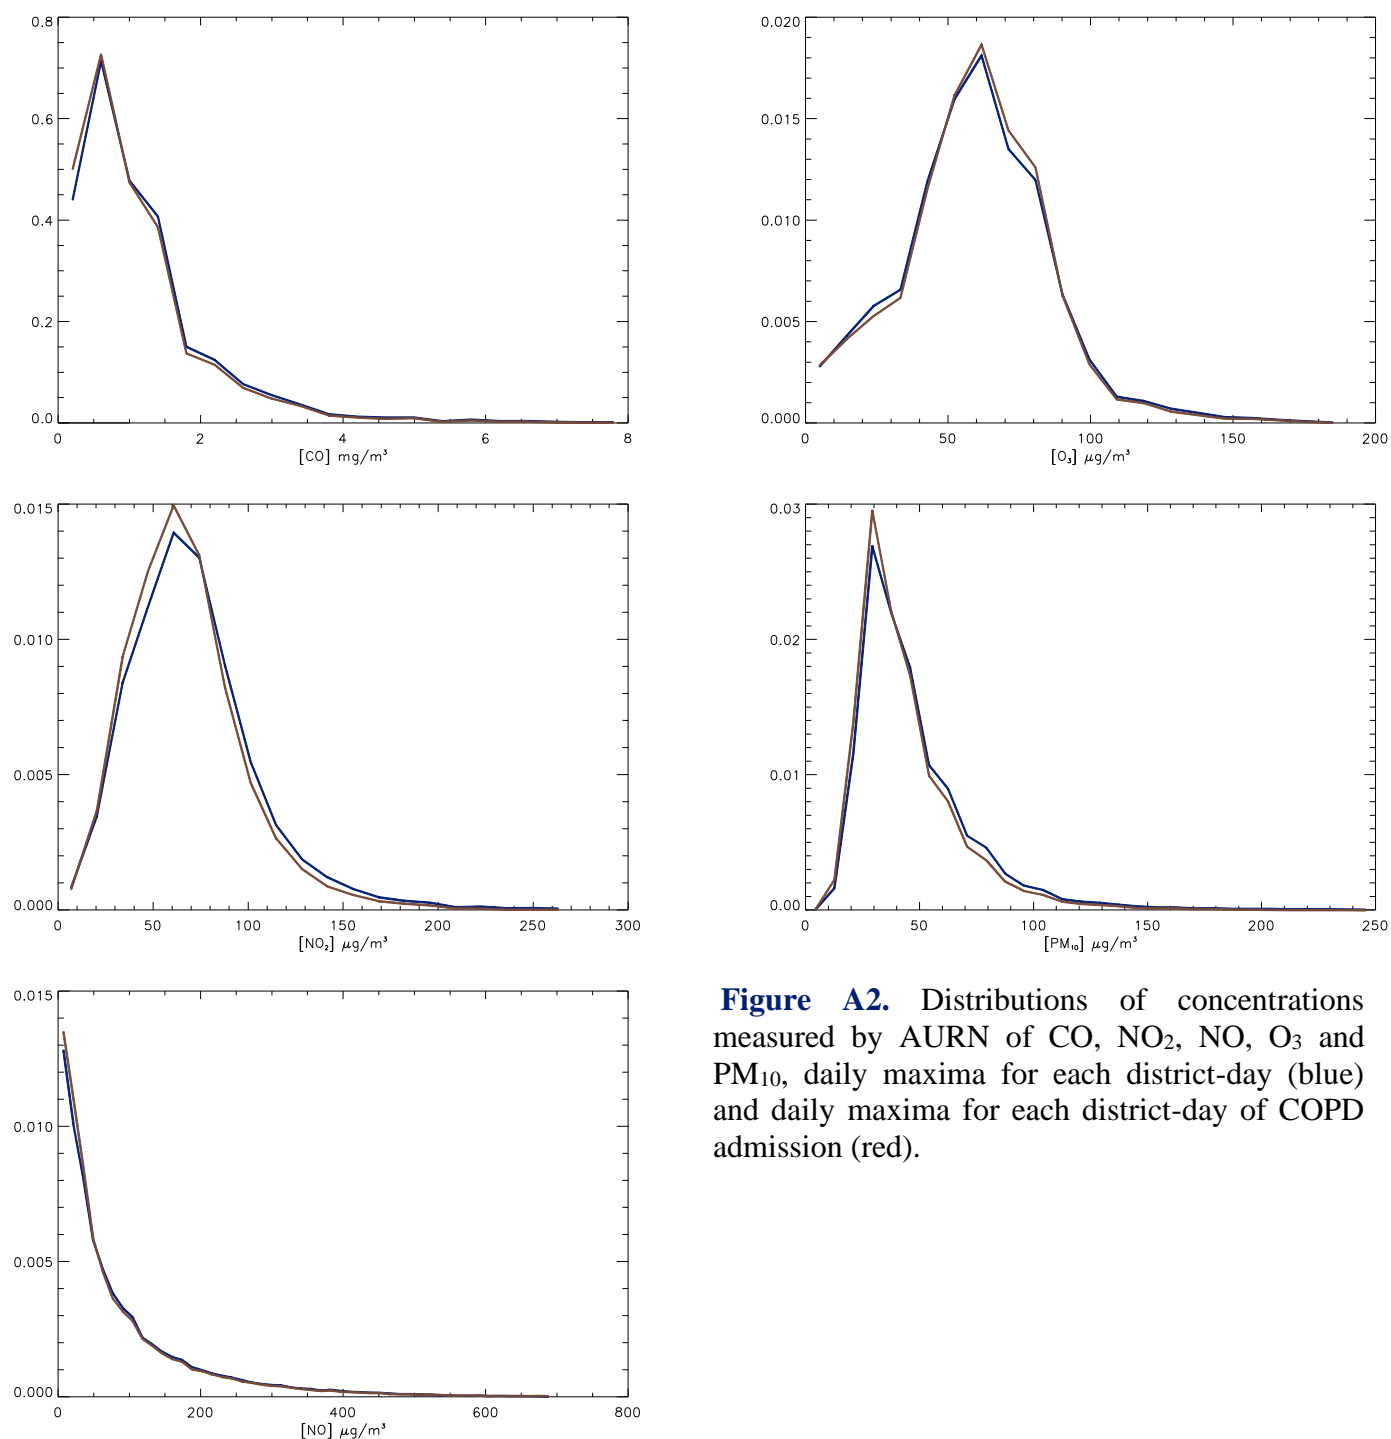 0.8
0.6
0.4
0.2
0.0
0 2 4 6 8
[CO] mg/m³
0.020
0.015
0.010
0.005
0.000
0 50 100 150 200
[O₃] μg/m³
0.015
0.010
0.005
0.000
0 50 100 150 200 250 300
[NO₂] μg/m³
0.03
0.02
0.01
0.00
0 50 100 150 200 250
[PM₁₀] μg/m³
0.015
0.010
0.005
0.000
0 200 400 600 800
[NO] μg/m³
Figure A2. Distributions of concentrations
measured by AURN of CO, NO₂, NO, O₃ and
PM₁₀, daily maxima for each district-day (blue)
and daily maxima for each district-day of COPD
admission (red).